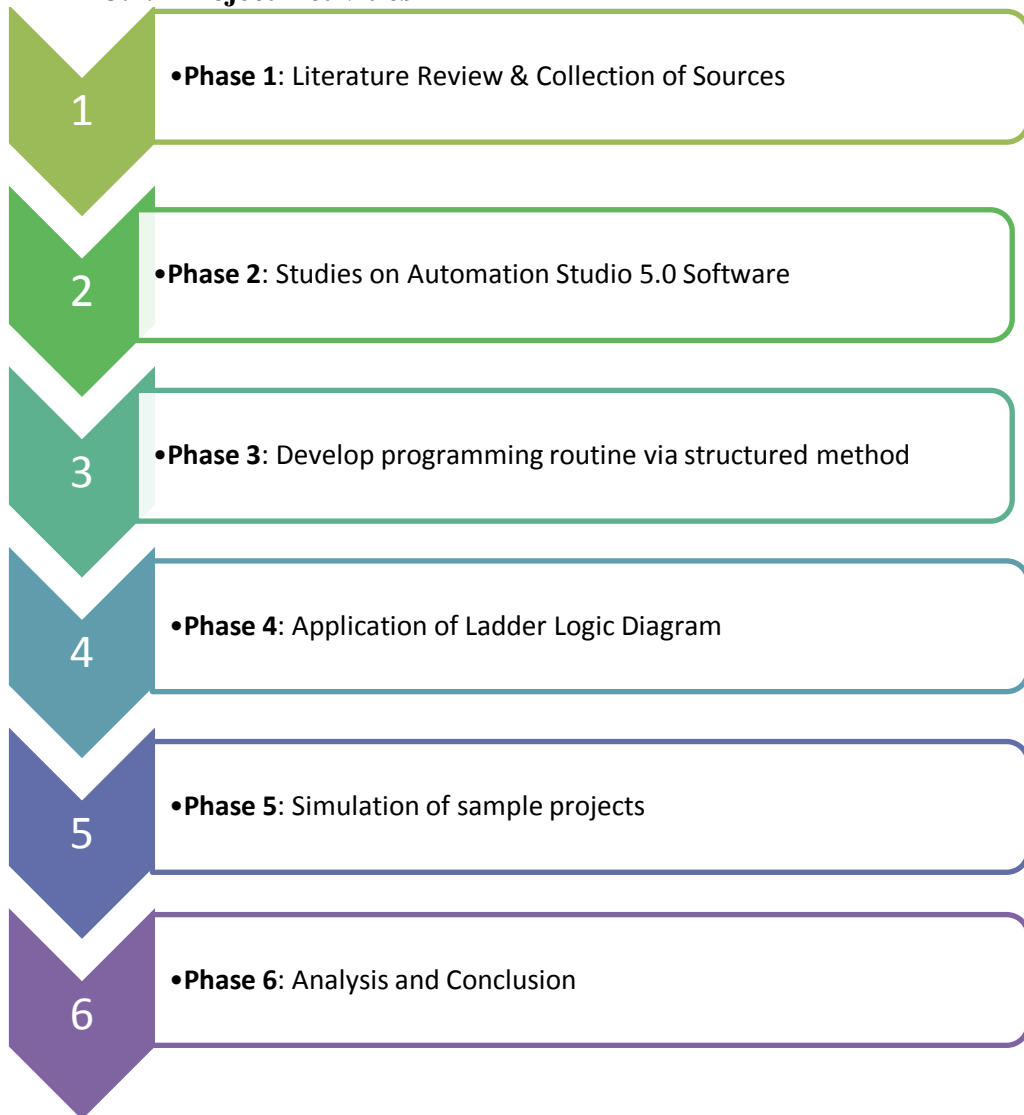 1
•Phase 1: Literature Review & Collection of Sources
2
•Phase 2: Studies on Automation Studio 5.0 Software
3
•Phase 3: Develop programming routine via structured method
4
•Phase 4: Application of Ladder Logic Diagram
5
•Phase 5: Simulation of sample projects
6
•Phase 6: Analysis and Conclusion